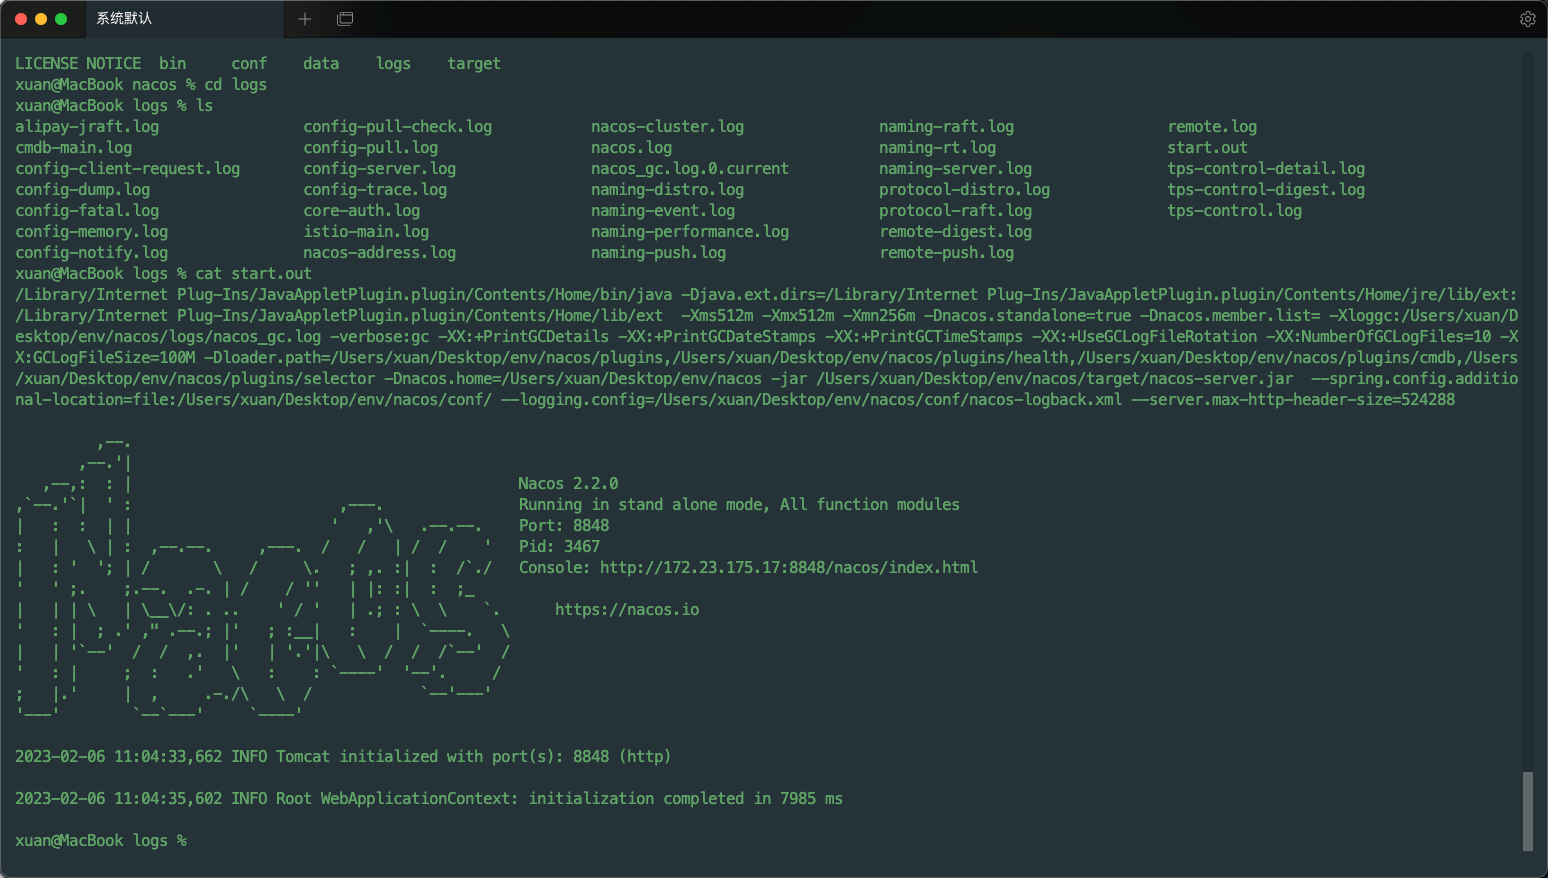 系统默认
LICENSE NOTICE  bin     conf    data    logs    target
xuan@MacBook nacos % cd logs
xuan@MacBook logs % ls
alipay-jraft.log                config-pull-check.log           nacos-cluster.log               naming-raft.log                 remote.log
cmdb-main.log                   config-pull.log                 nacos.log                       naming-rt.log                   start.out
config-client-request.log       config-server.log               nacos_gc.log.0.current          naming-server.log               tps-control-detail.log
config-dump.log                 config-trace.log                naming-distro.log               protocol-distro.log             tps-control-digest.log
config-fatal.log                core-auth.log                   naming-event.log                protocol-raft.log               tps-control.log
config-memory.log               istio-main.log                  naming-performance.log          remote-digest.log
config-notify.log               nacos-address.log               naming-push.log                 remote-push.log
xuan@MacBook logs % cat start.out
/Library/Internet Plug-Ins/JavaAppletPlugin.plugin/Contents/Home/bin/java -Djava.ext.dirs=/Library/Internet Plug-Ins/JavaAppletPlugin.plugin/Contents/Home/jre/lib/ext:
/Library/Internet Plug-Ins/JavaAppletPlugin.plugin/Contents/Home/lib/ext  -Xms512m -Xmx512m -Xmn256m -Dnacos.standalone=true -Dnacos.member.list= -Xloggc:/Users/xuan/D
esktop/env/nacos/logs/nacos_gc.log -verbose:gc -XX:+PrintGCDetails -XX:+PrintGCDateStamps -XX:+PrintGCTimeStamps -XX:+UseGCLogFileRotation -XX:NumberOfGCLogFiles=10 -X
X:GCLogFileSize=100M -Dloader.path=/Users/xuan/Desktop/env/nacos/plugins,/Users/xuan/Desktop/env/nacos/plugins/health,/Users/xuan/Desktop/env/nacos/plugins/cmdb,/Users
/xuan/Desktop/env/nacos/plugins/selector -Dnacos.home=/Users/xuan/Desktop/env/nacos -jar /Users/xuan/Desktop/env/nacos/target/nacos-server.jar  --spring.config.additio
nal-location=file:/Users/xuan/Desktop/env/nacos/conf/ --logging.config=/Users/xuan/Desktop/env/nacos/conf/nacos-logback.xml --server.max-http-header-size=524288
Nacos 2.2.0
Running in stand alone mode, All function modules
Port: 8848
Pid: 3467
Console: http://172.23.175.17:8848/nacos/index.html
https://nacos.io
2023-02-06 11:04:33,662 INFO Tomcat initialized with port(s): 8848 (http)
2023-02-06 11:04:35,602 INFO Root WebApplicationContext: initialization completed in 7985 ms
xuan@MacBook logs %